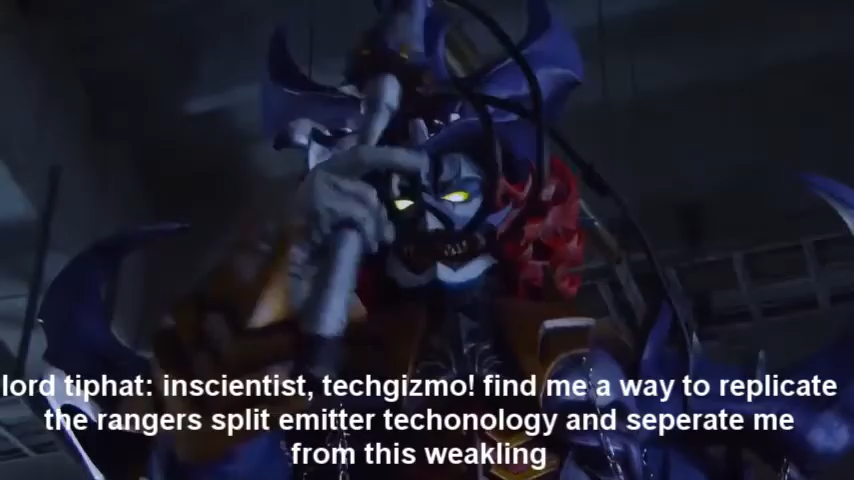 lord tiphat: inscientist, techgizmo! find me a way to replicate
the rangers split emitter techonology and seperate me
from this weakling